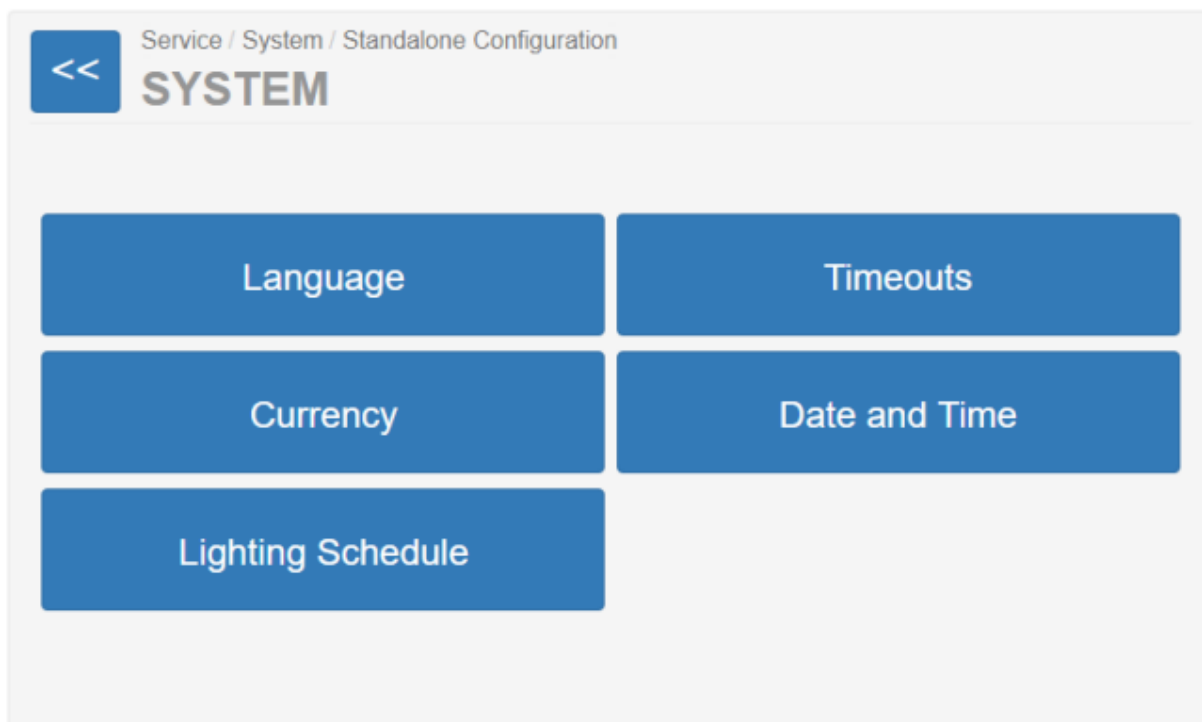 <<
Service / System / Standalone Configuration
SYSTEM
Language
Timeouts
Currency
Date and Time
Lighting Schedule